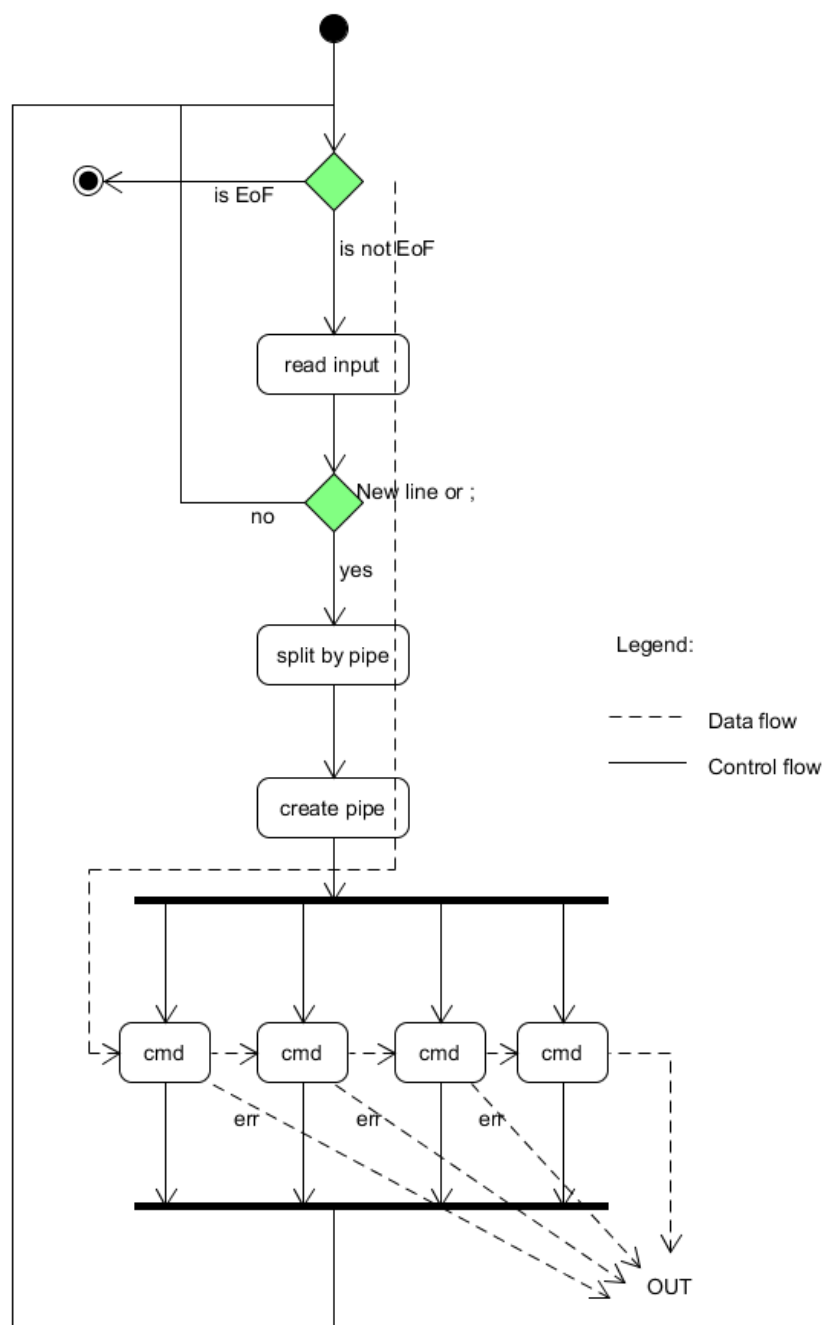 is EoF
is not EoF
read input
New line or ;
no
yes
split by pipe
Legend:
Data flow
Control flow
create pipe
cmd
cmd
cmd
cmd
err
err
err
OUT